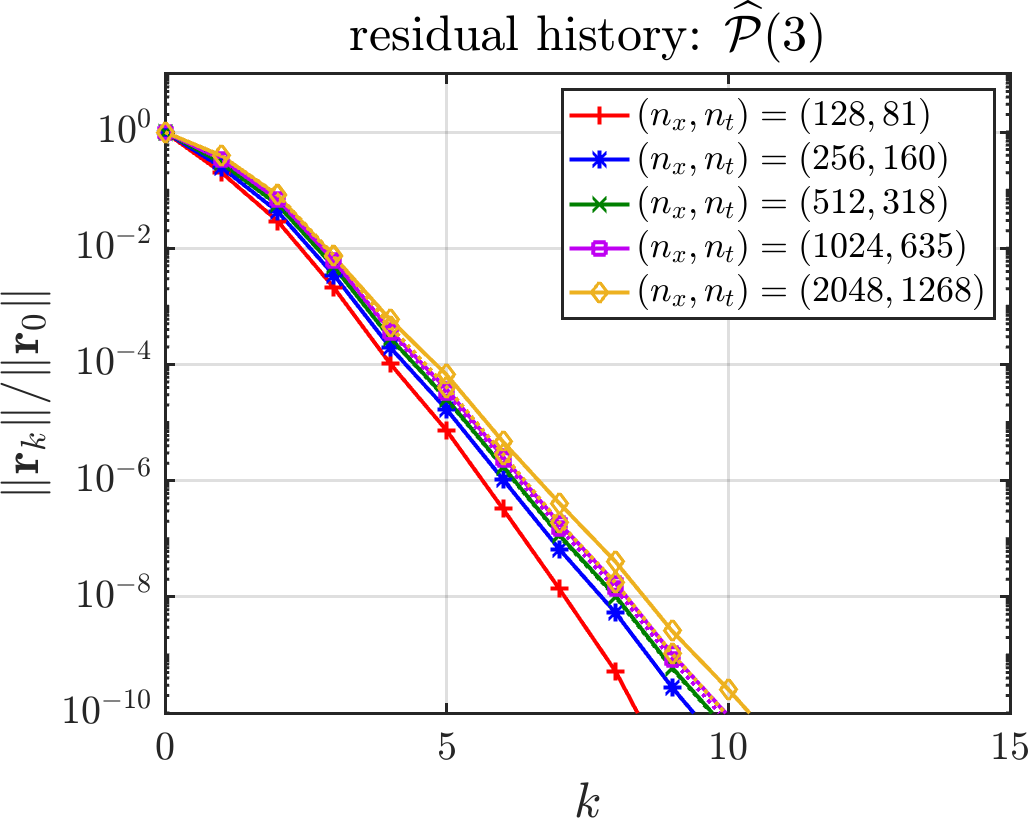 residual history: $\widehat{\mathcal{P}}(3)$
$(n_x, n_t) = (128, 81)$
$(n_x, n_t) = (256, 160)$
$(n_x, n_t) = (512, 318)$
$(n_x, n_t) = (1024, 635)$
$(n_x, n_t) = (2048, 1268)$
$\|\mathbf{r}_k\|/\|\mathbf{r}_0\|$
$10^{0}$
$10^{-2}$
$10^{-4}$
$10^{-6}$
$10^{-8}$
$10^{-10}$
0 5 10 15
$k$